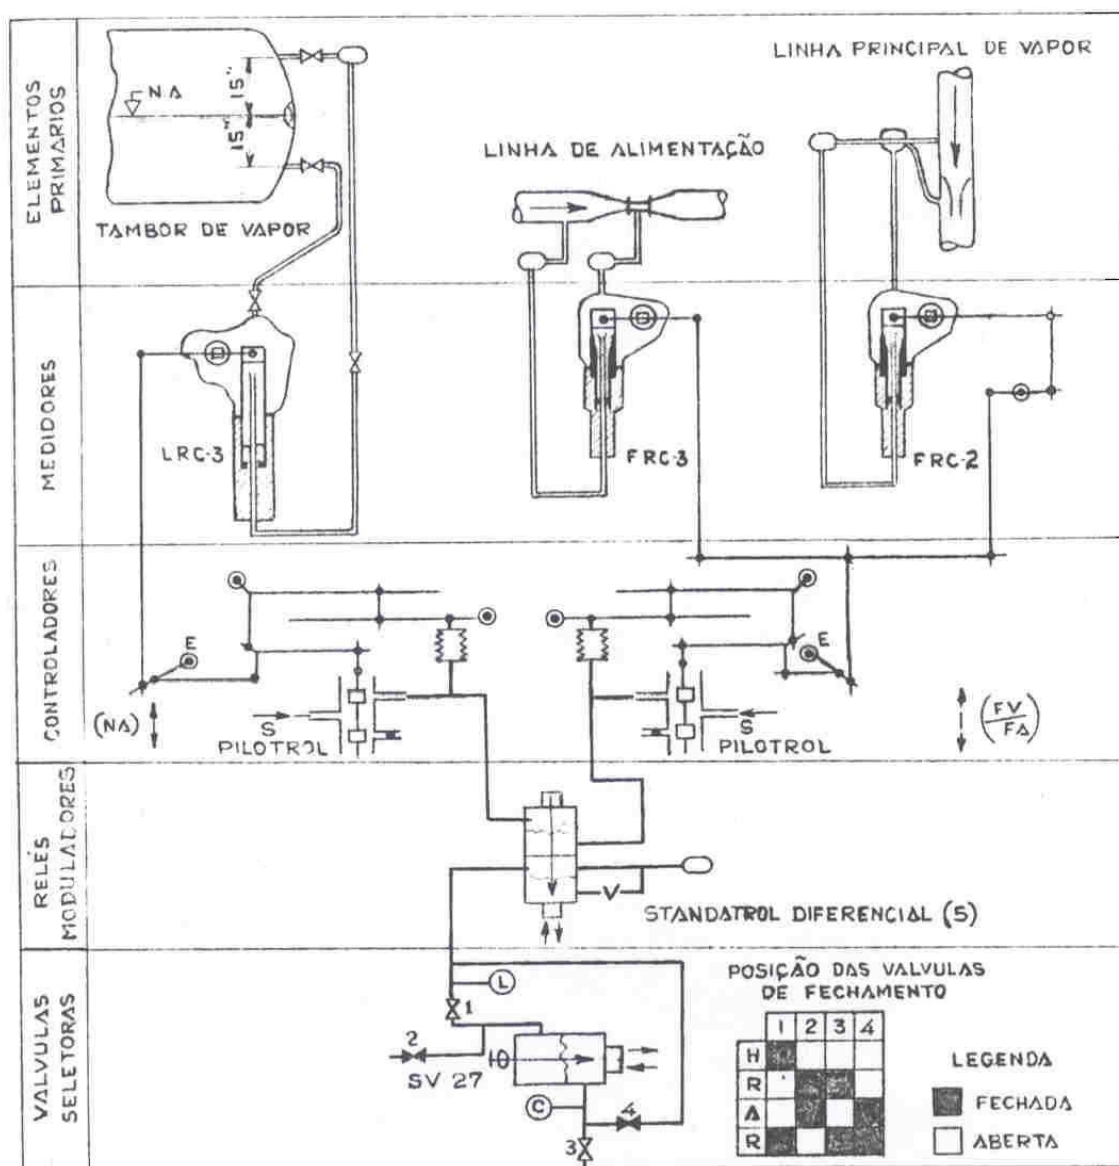 ELEMENTOS
PRIMARIOS
N.A
15"
15"
TAMBOR DE VAPOR
LINHA DE ALIMENTAÇÃO
LINHA PRINCIPAL DE VAPOR
MEDIDORES
LRC-3
FRC-3
FRC-2
CONTROLADORES
E
(NA)
S
PILOTROL
E
S
PILOTROL
(FV/FA)
RELÉS
MODULADORES
V
STANDATROL DIFERENCIAL (5)
VALVULAS
SELETORAS
L
1
2
SV 27
C
4
3
POSIÇÃO DAS VALVULAS
DE FECHAMENTO
1 2 3 4
H
R
A
R
LEGENDA
FECHADA
ABERTA